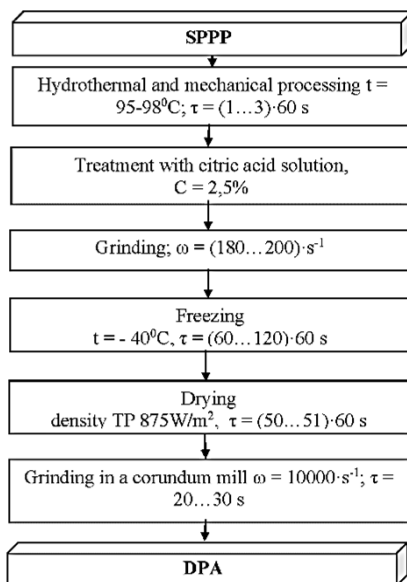 SPPP
Hydrothermal and mechanical processing t =
95-98⁰C; τ = (1…3)·60 s
Treatment with citric acid solution,
C = 2,5%
Grinding; ω = (180…200)·s⁻¹
Freezing
t = - 40⁰C, τ = (60…120)·60 s
Drying
density TP 875W/m², τ = (50…51)·60 s
Grinding in a corundum mill ω = 10000·s⁻¹; τ =
20…30 s
DPA